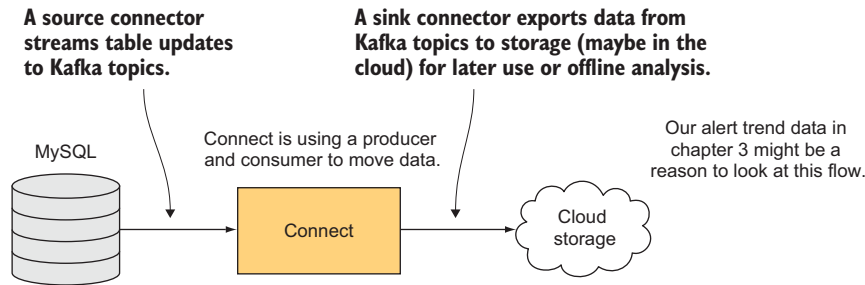 A source connector
streams table updates
to Kafka topics.
A sink connector exports data from
Kafka topics to storage (maybe in the
cloud) for later use or offline analysis.
MySQL
Connect is using a producer
and consumer to move data.
Our alert trend data in
chapter 3 might be a
reason to look at this flow.
Connect
Cloud
storage